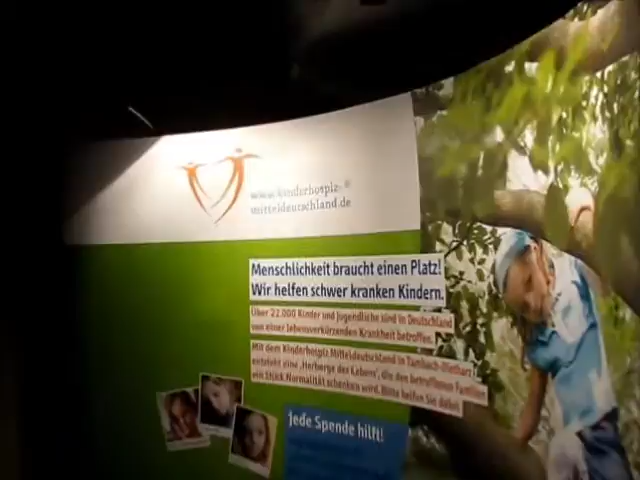 www.kinderhospiz-
mitteldeutschland.de
Menschlichkeit braucht einen Platz!
Wir helfen schwer kranken Kindern.
Über 22.000 Kinder und Jugendliche sind in Deutschland
von einer lebensverkürzenden Krankheit betroffen.
Mit dem Kinderhospiz Mitteldeutschland in Tambach-Dietharz
entsteht eine ‚Herberge des Lebens', die den betroffenen Familien
ein Stück Normalität schenken wird. Bitte helfen Sie dabei!
Jede Spende hilft!